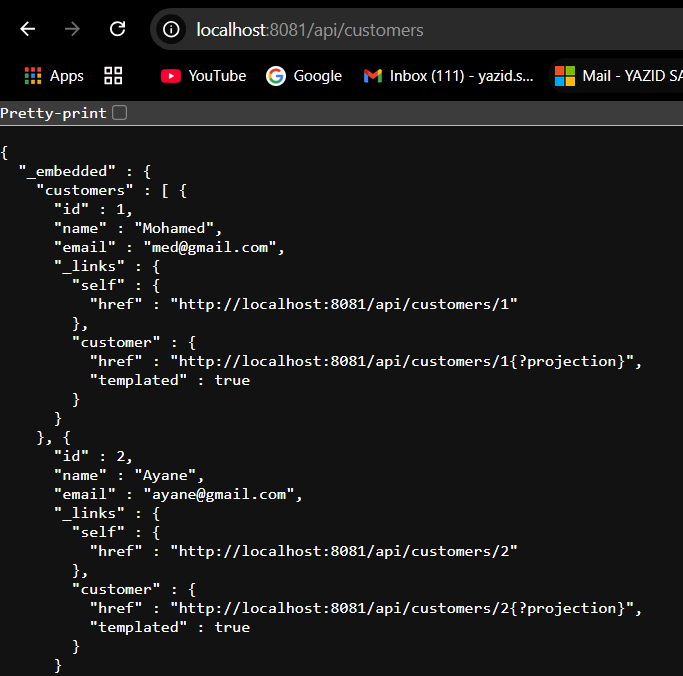 localhost:8081/api/customers
Apps YouTube Google Inbox (111) - yazid.s... Mail - YAZID SA
Pretty-print
{
  "_embedded" : {
    "customers" : [ {
      "id" : 1,
      "name" : "Mohamed",
      "email" : "med@gmail.com",
      "_links" : {
        "self" : {
          "href" : "http://localhost:8081/api/customers/1"
        },
        "customer" : {
          "href" : "http://localhost:8081/api/customers/1{?projection}",
          "templated" : true
        }
      }
    }, {
      "id" : 2,
      "name" : "Ayane",
      "email" : "ayane@gmail.com",
      "_links" : {
        "self" : {
          "href" : "http://localhost:8081/api/customers/2"
        },
        "customer" : {
          "href" : "http://localhost:8081/api/customers/2{?projection}",
          "templated" : true
        }
      }